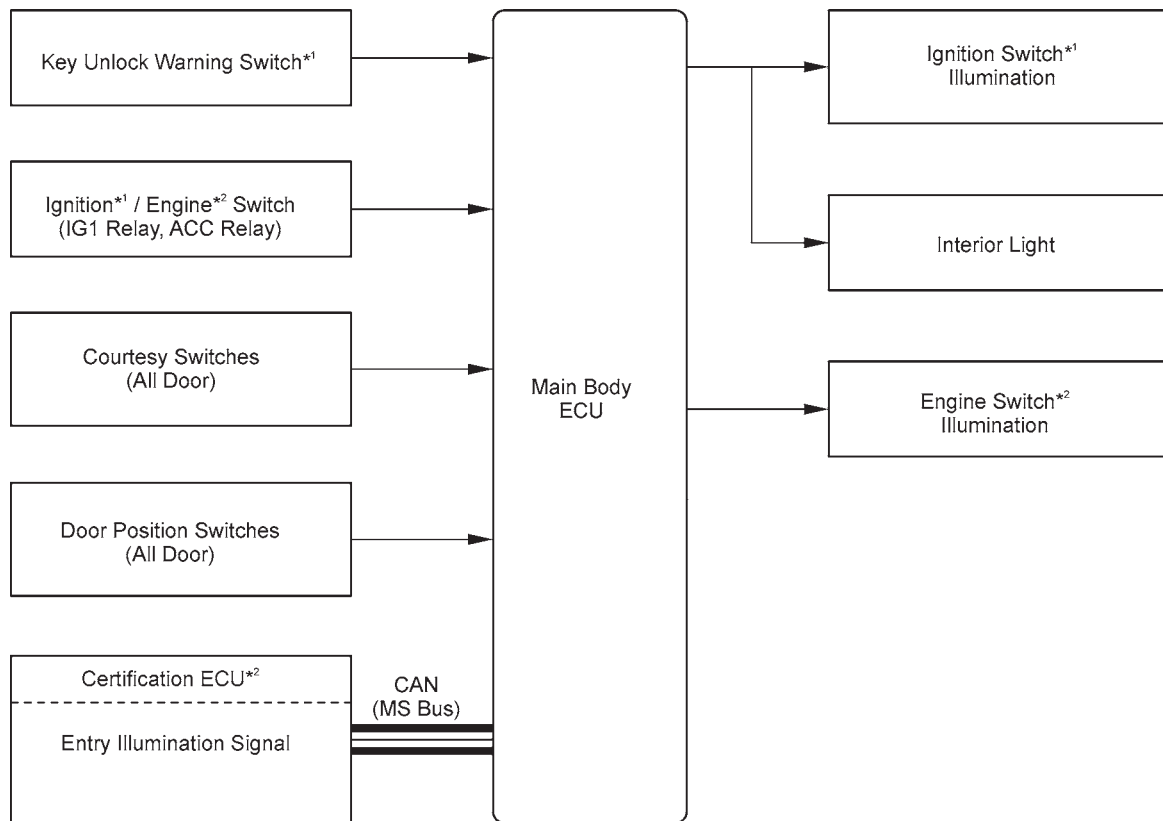 Key Unlock Warning Switch*1
Ignition*1 / Engine*2 Switch
(IG1 Relay, ACC Relay)
Courtesy Switches
(All Door)
Door Position Switches
(All Door)
Certification ECU*2
Entry Illumination Signal
CAN
(MS Bus)
Main Body
ECU
Ignition Switch*1
Illumination
Interior Light
Engine Switch*2
Illumination